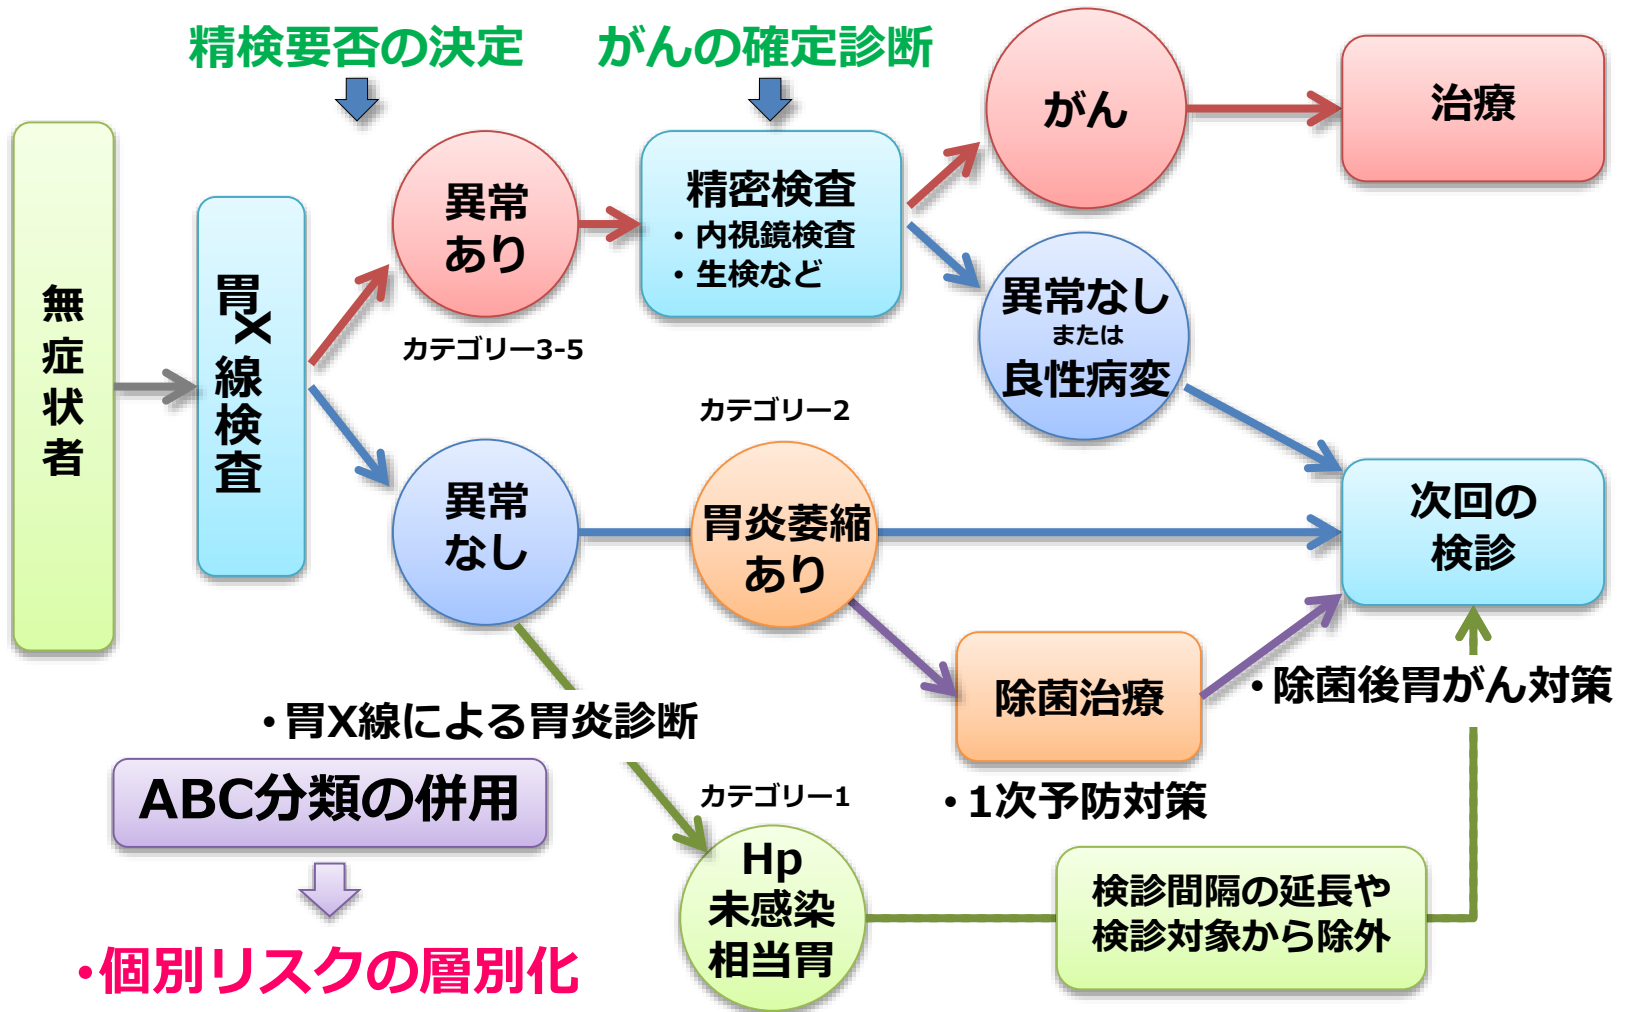 精検要否の決定
がんの確定診断
無症状者
胃X線検査
異常
あり
カテゴリー3-5
精密検査
・内視鏡検査
・生検など
がん
治療
異常なし
または
良性病変
異常
なし
カテゴリー2
胃炎萎縮
あり
次回の
検診
除菌治療
・除菌後胃がん対策
・1次予防対策
・胃X線による胃炎診断
ABC分類の併用
・個別リスクの層別化
カテゴリー1
Hp
未感染
相当胃
検診間隔の延長や
検診対象から除外